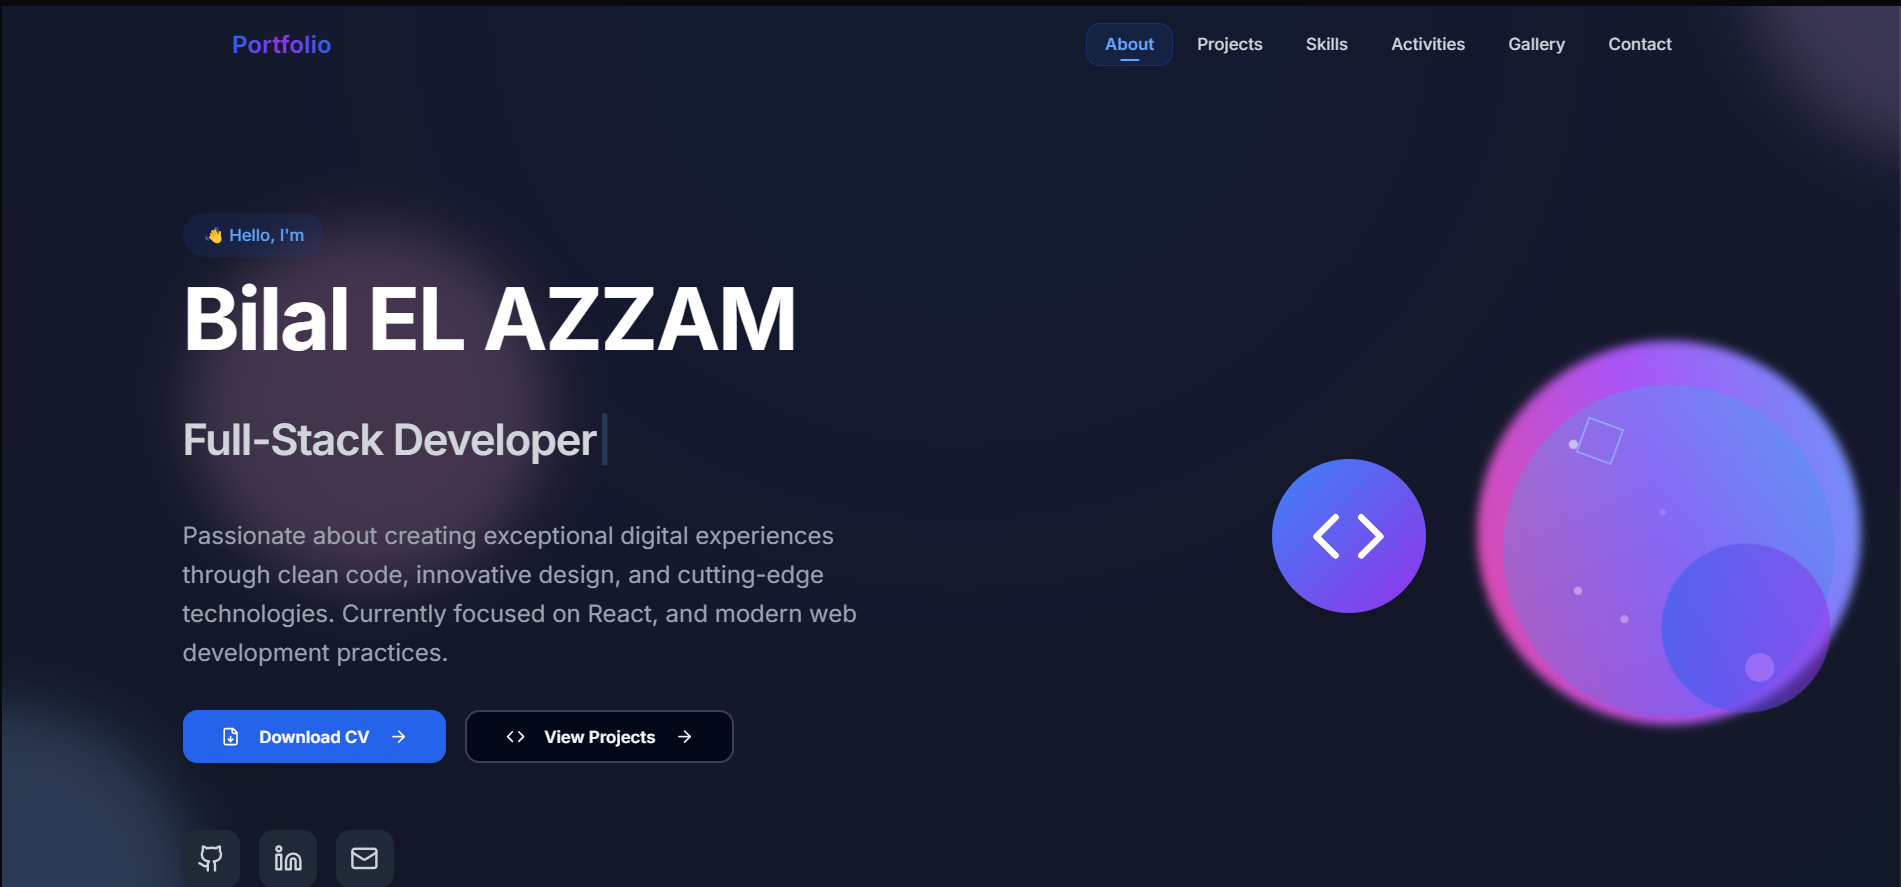 Portfolio
About
Projects
Skills
Activities
Gallery
Contact
👋 Hello, I'm
Bilal EL AZZAM
Full-Stack Developer
Passionate about creating exceptional digital experiences
through clean code, innovative design, and cutting-edge
technologies. Currently focused on React, and modern web
development practices.
Download CV
View Projects